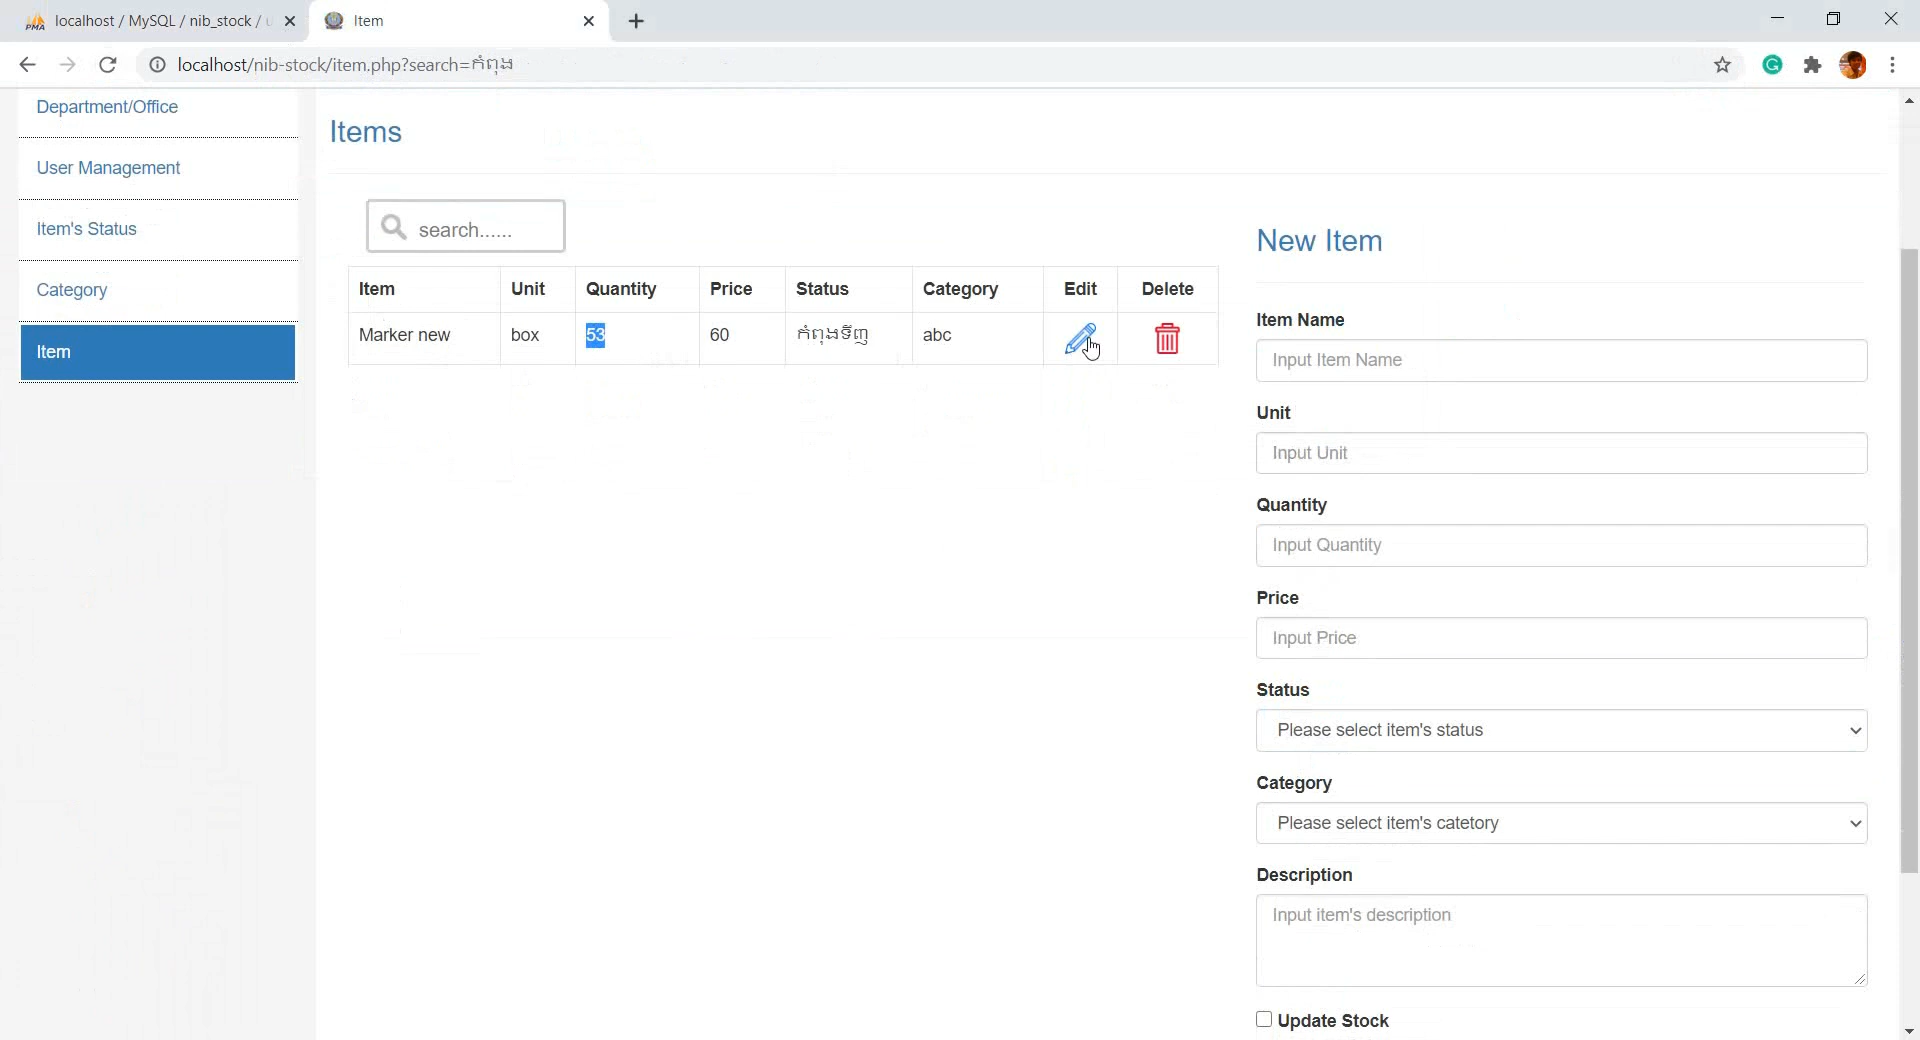 localhost / MySQL / nib_stock / u
Item
localhost/nib-stock/item.php?search=កំពុង
Department/Office
User Management
Item's Status
Category
Item
Items
search......
Item Unit Quantity Price Status Category Edit Delete
Marker new box 53 60 កំពុងទិញ abc
New Item
Item Name
Input Item Name
Unit
Input Unit
Quantity
Input Quantity
Price
Input Price
Status
Please select item's status
Category
Please select item's catetory
Description
Input item's description
Update Stock